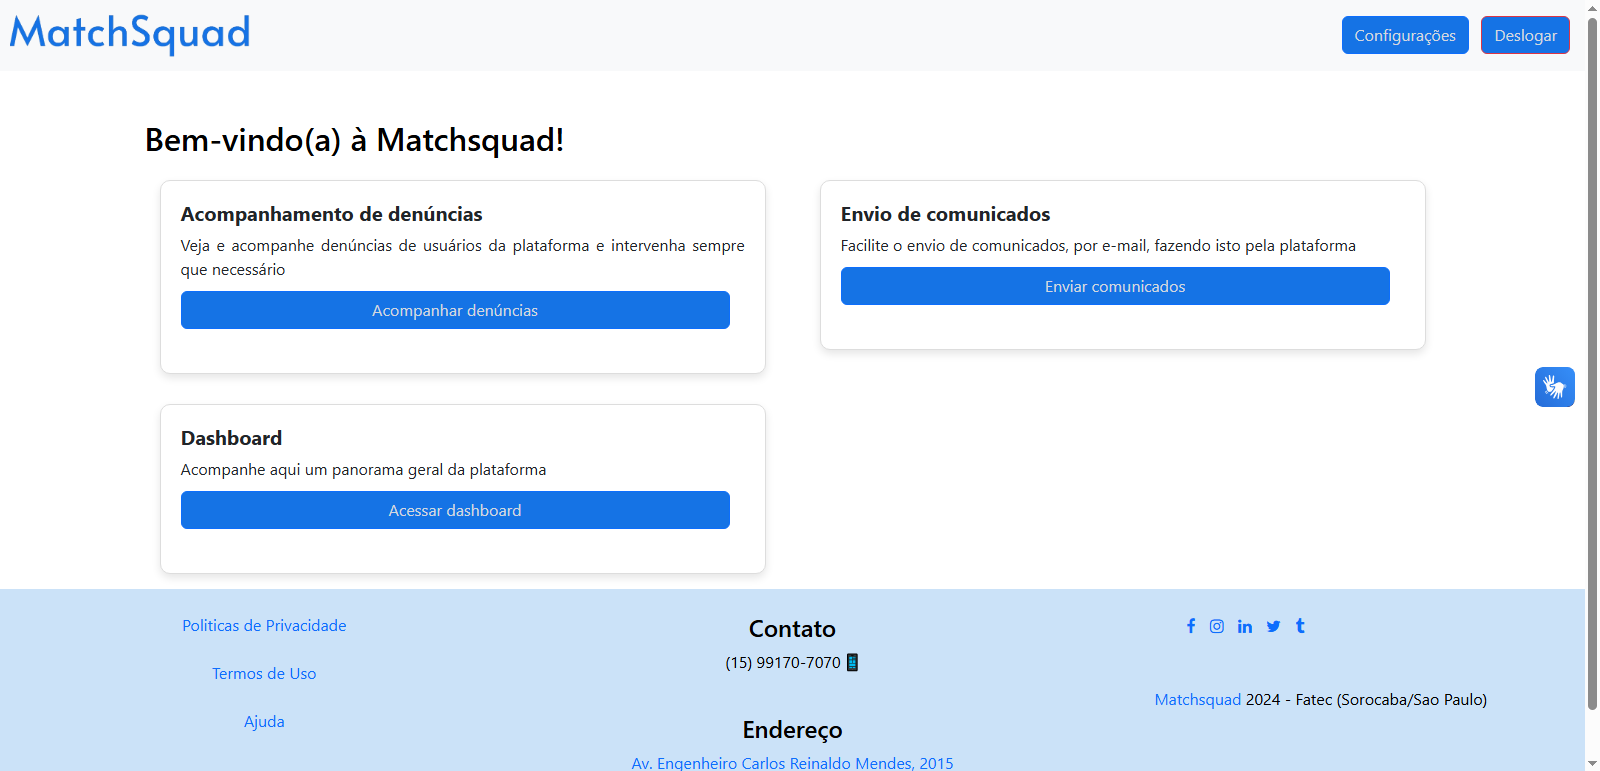 MatchSquad
Configurações
Deslogar
Bem-vindo(a) à Matchsquad!
Acompanhamento de denúncias
Veja e acompanhe denúncias de usuários da plataforma e intervenha sempre
que necessário
Acompanhar denúncias
Envio de comunicados
Facilite o envio de comunicados, por e-mail, fazendo isto pela plataforma
Enviar comunicados
Dashboard
Acompanhe aqui um panorama geral da plataforma
Acessar dashboard
Politicas de Privacidade
Termos de Uso
Ajuda
Contato
(15) 99170-7070
Endereço
Av. Engenheiro Carlos Reinaldo Mendes, 2015
Matchsquad 2024 - Fatec (Sorocaba/Sao Paulo)